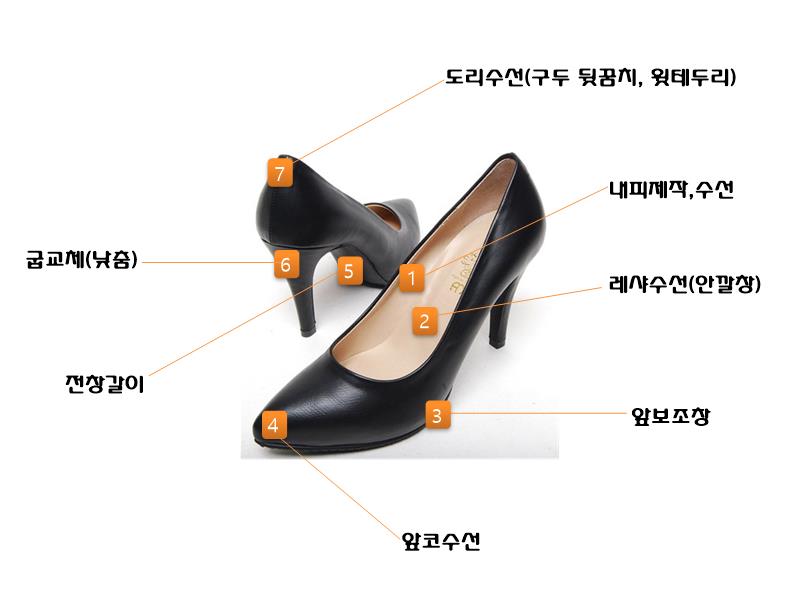 도리수선(구두 뒷꿈치, 윗테두리)
7
내피제작,수선
굽교체(낮춤)
6
5
1
레샤수선(안깔창)
2
전창갈이
3
앞보조창
4
앞코수선